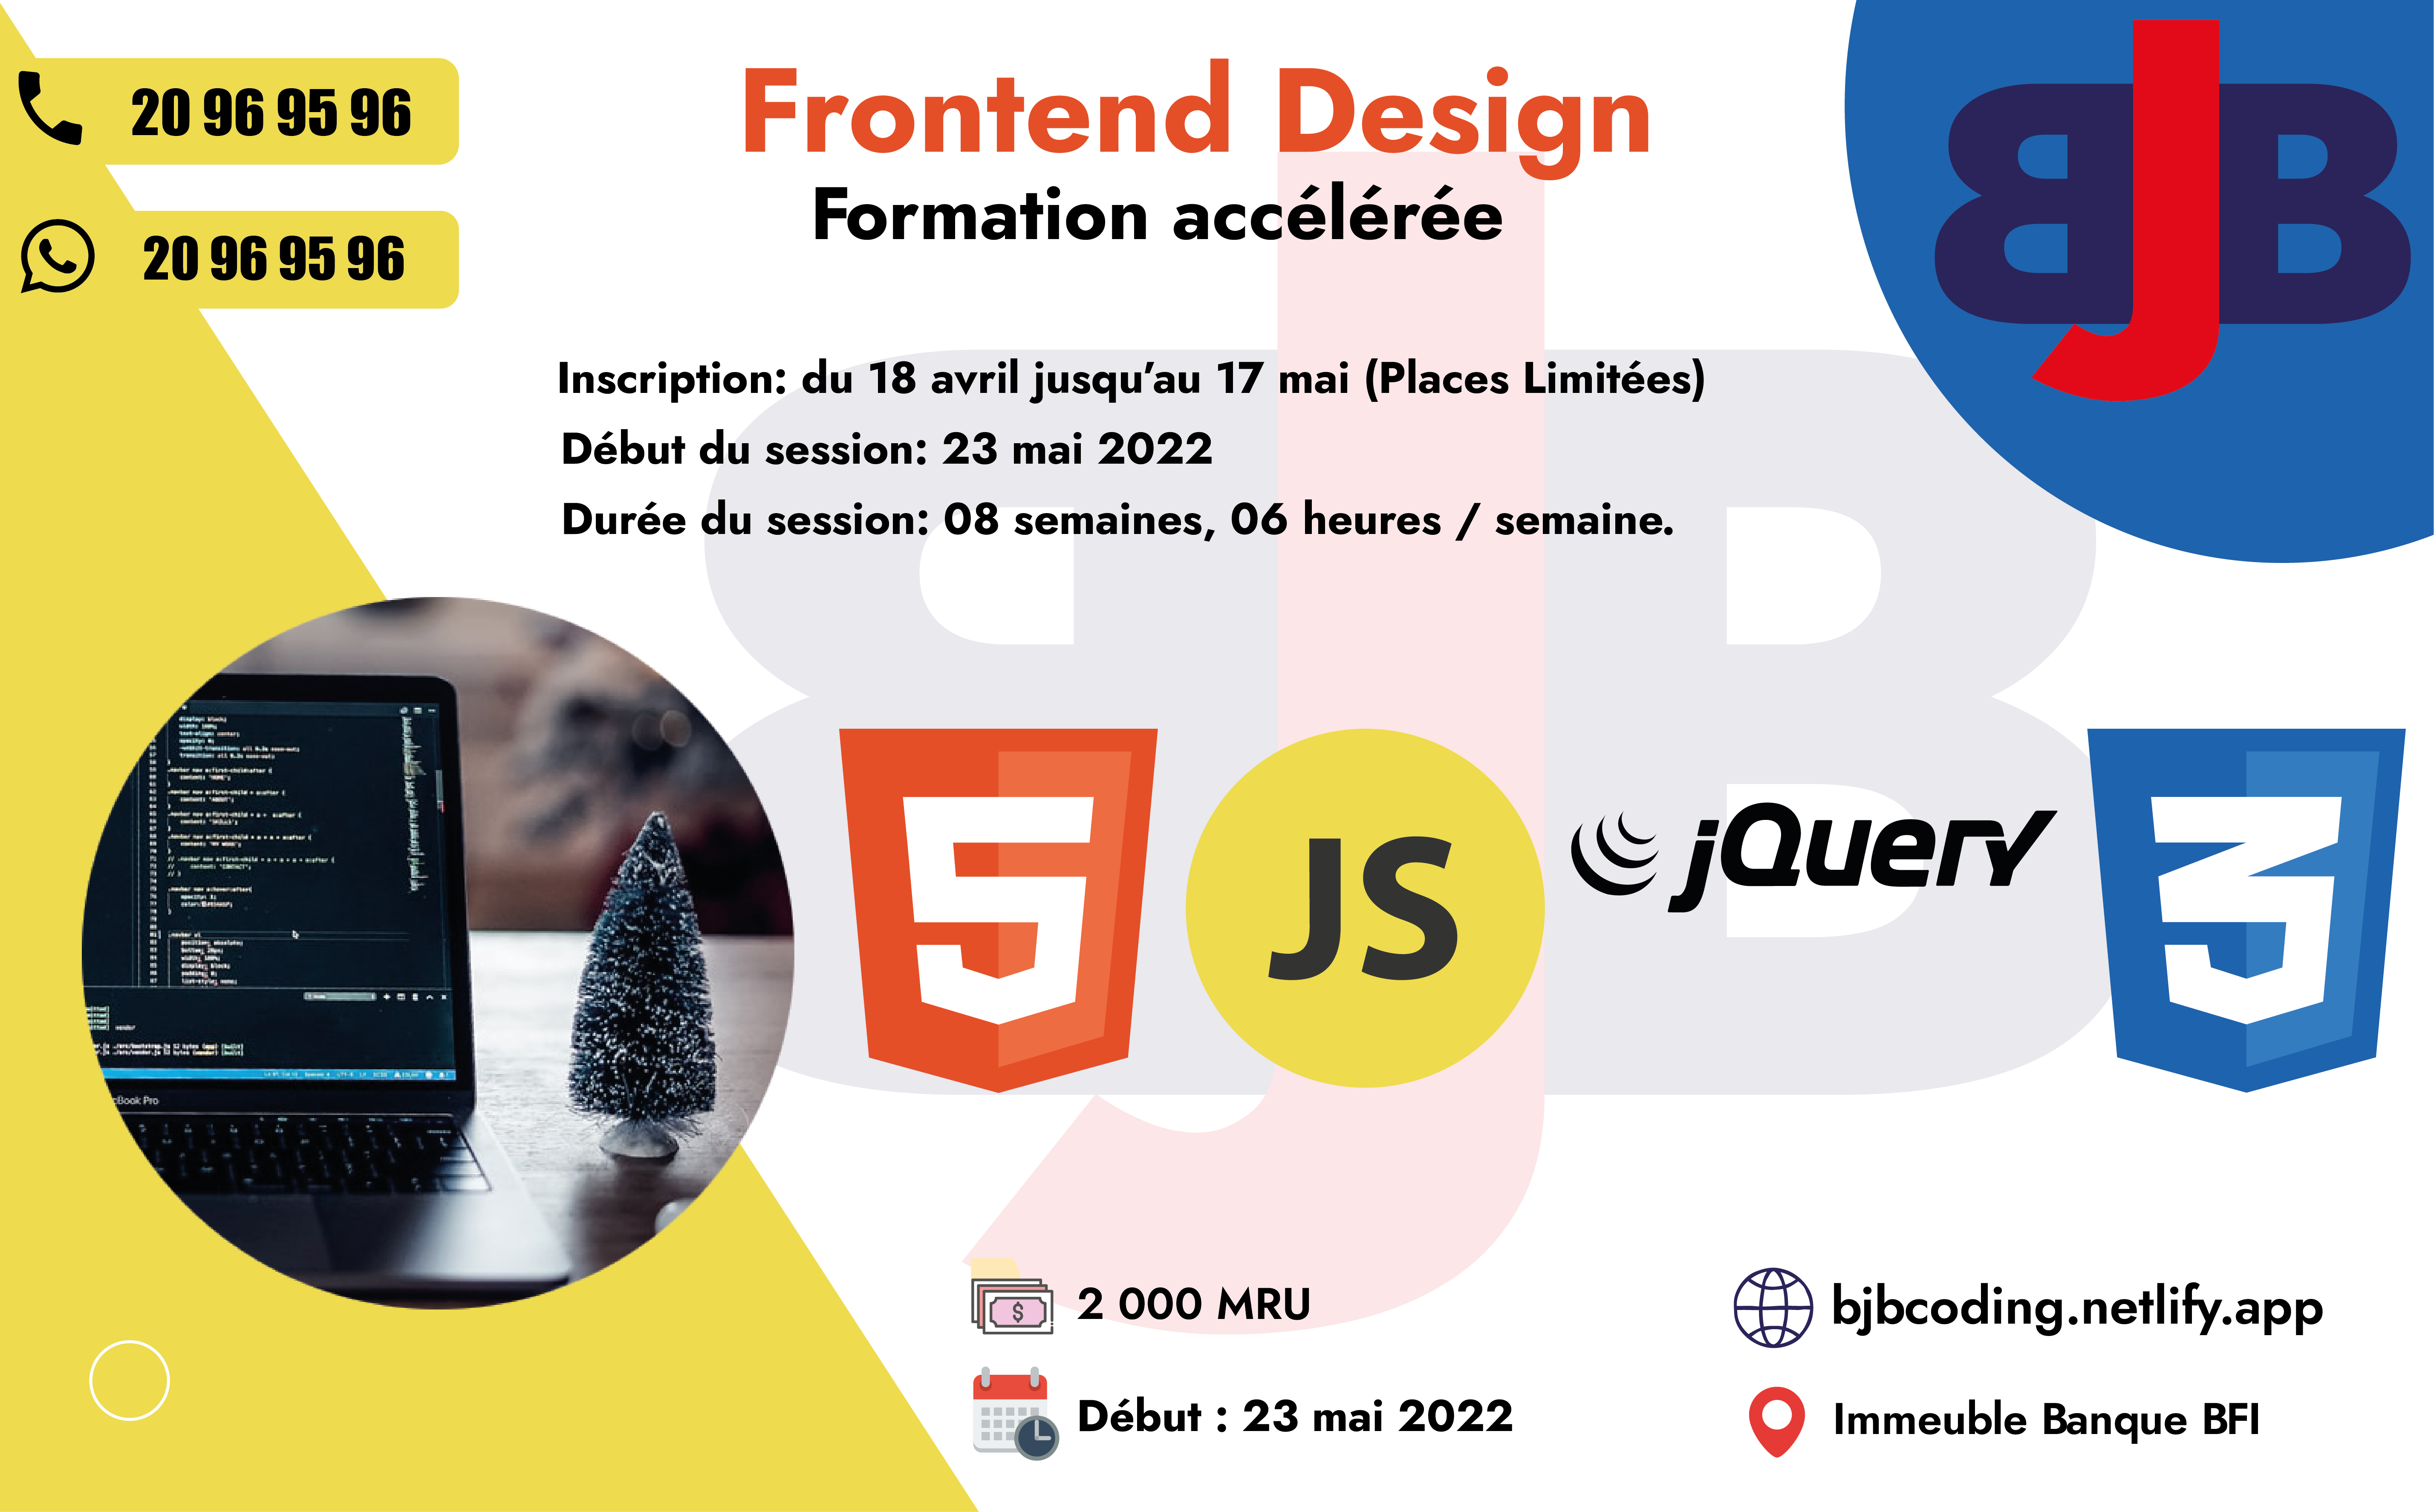 20 96 95 96
20 96 95 96
Frontend Design
Formation accélérée
BJB
Inscription: du 18 avril jusqu’au 17 mai (Places Limitées)
Début du session: 23 mai 2022
Durée du session: 08 semaines, 06 heures / semaine.
5
JS
jQuery
3
2 000 MRU
Début : 23 mai 2022
bjbcoding.netlify.app
Immeuble Banque BFI